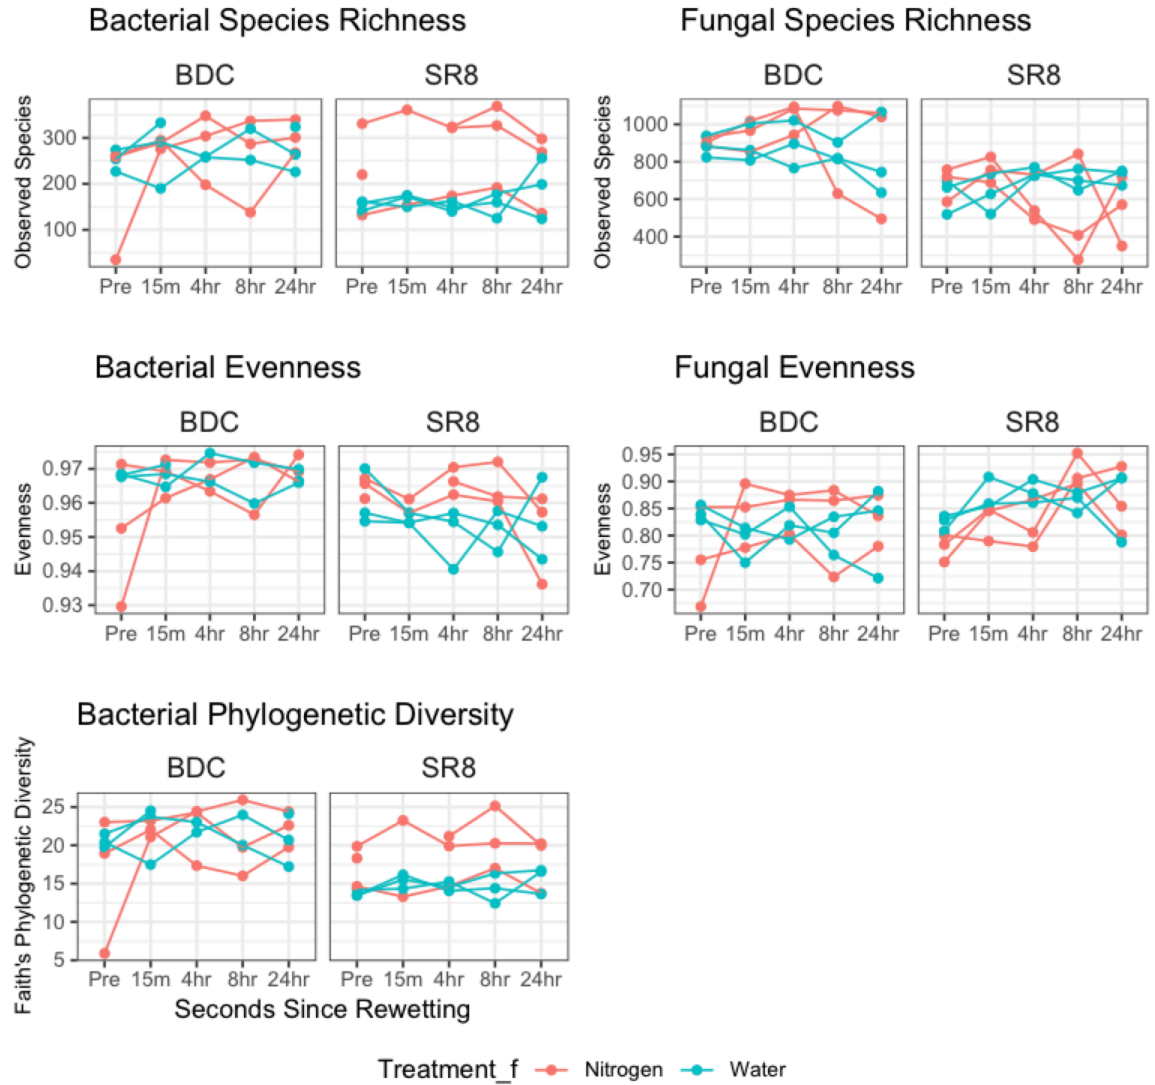 Bacterial Species Richness
Fungal Species Richness
BDC
SR8
BDC
SR8
Observed Species
300
200
100
Pre 15m 4hr 8hr 24hr
Pre 15m 4hr 8hr 24hr
Observed Species
1000
800
600
400
Pre 15m 4hr 8hr 24hr
Pre 15m 4hr 8hr 24hr
Bacterial Evenness
Fungal Evenness
BDC
SR8
BDC
SR8
Evenness
0.97
0.96
0.95
0.94
0.93
Pre 15m 4hr 8hr 24hr
Pre 15m 4hr 8hr 24hr
Evenness
0.95
0.90
0.85
0.80
0.75
0.70
Pre 15m 4hr 8hr 24hr
Pre 15m 4hr 8hr 24hr
Bacterial Phylogenetic Diversity
BDC
SR8
Faith's Phylogenetic Diversity
25
20
15
10
5
Pre 15m 4hr 8hr 24hr
Pre 15m 4hr 8hr 24hr
Seconds Since Rewetting
Treatment_f Nitrogen Water